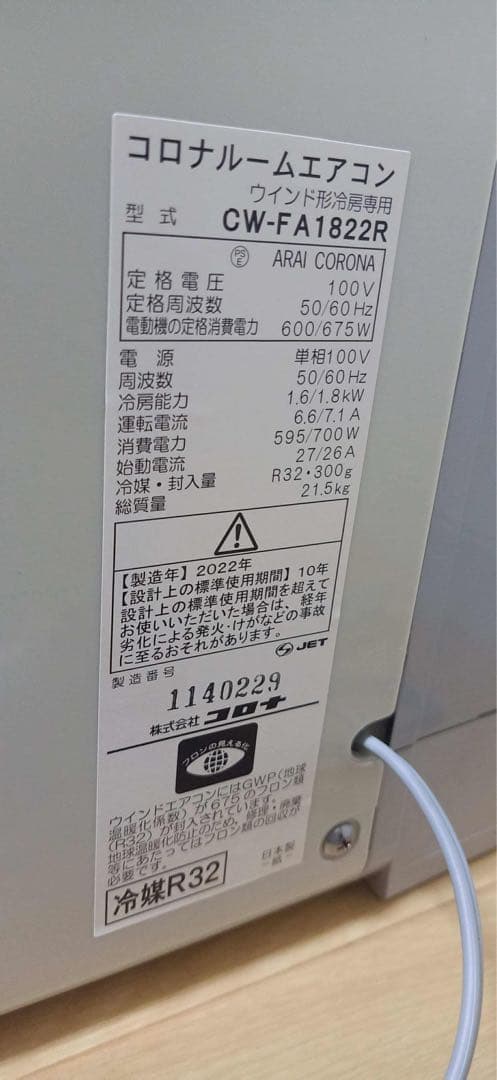 コロナルームエアコン
ウインド形冷房専用
型式 CW-FA1822R
PSE ARAI CORONA
定格電圧 100V
定格周波数 50/60Hz
電動機の定格消費電力 600/675W
電源 単相100V
周波数 50/60Hz
冷房能力 1.6/1.8kW
運転電流 6.6/7.1A
消費電力 595/700W
始動電流 27/26A
冷媒・封入量 R32・300g
総質量 21.5kg
【製造年】2022年
【設計上の標準使用期間】10年
設計上の標準使用期間を超えて
お使いいただいた場合は、経年
劣化による発火・けがなどの事故
に至るおそれがあります。
JET
製造番号
1140229
株式会社 コロナ
フロンの見える化
ウインドエアコンにはGWP(地球
温暖化係数)が675のフロン類
(R32)が封入されています。
地球温暖化防止のため、修理・廃棄
等にあたってはフロン類の回収が
必要です。
冷媒R32
日本製